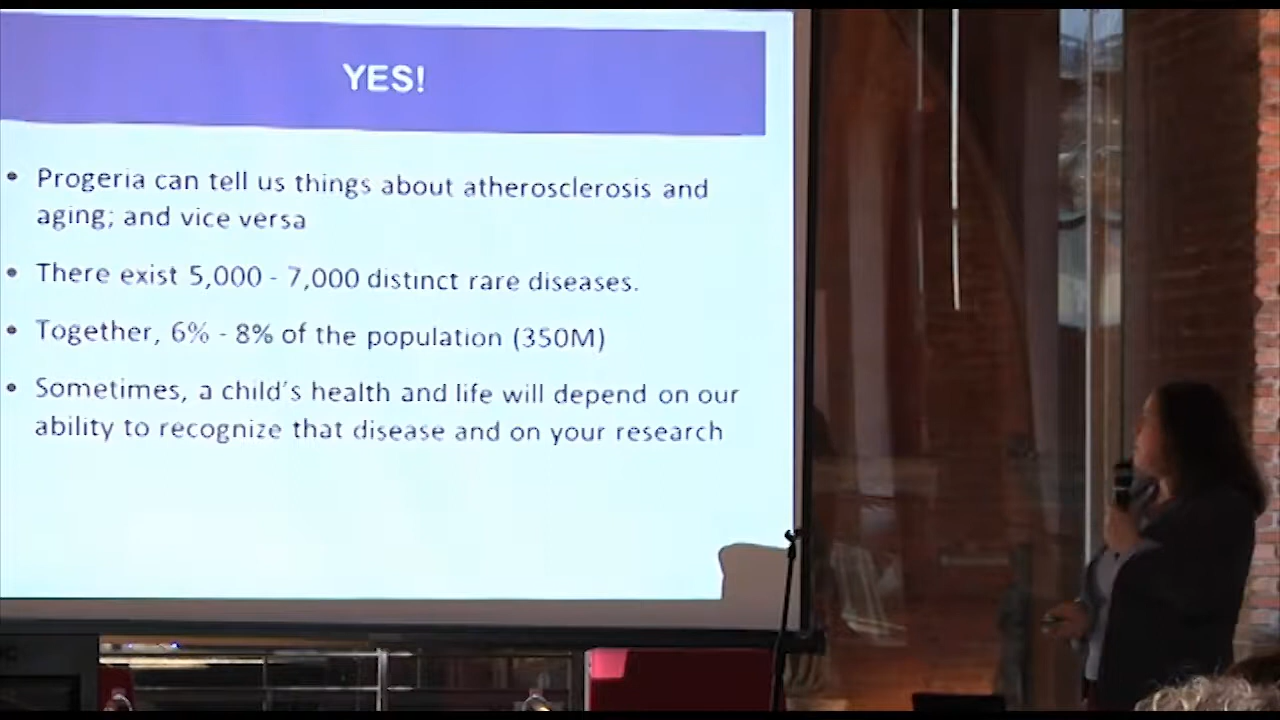 YES!
• Progeria can tell us things about atherosclerosis and
aging; and vice versa
• There exist 5,000 - 7,000 distinct rare diseases.
• Together, 6% - 8% of the population (350M)
• Sometimes, a child's health and life will depend on our
ability to recognize that disease and on your research